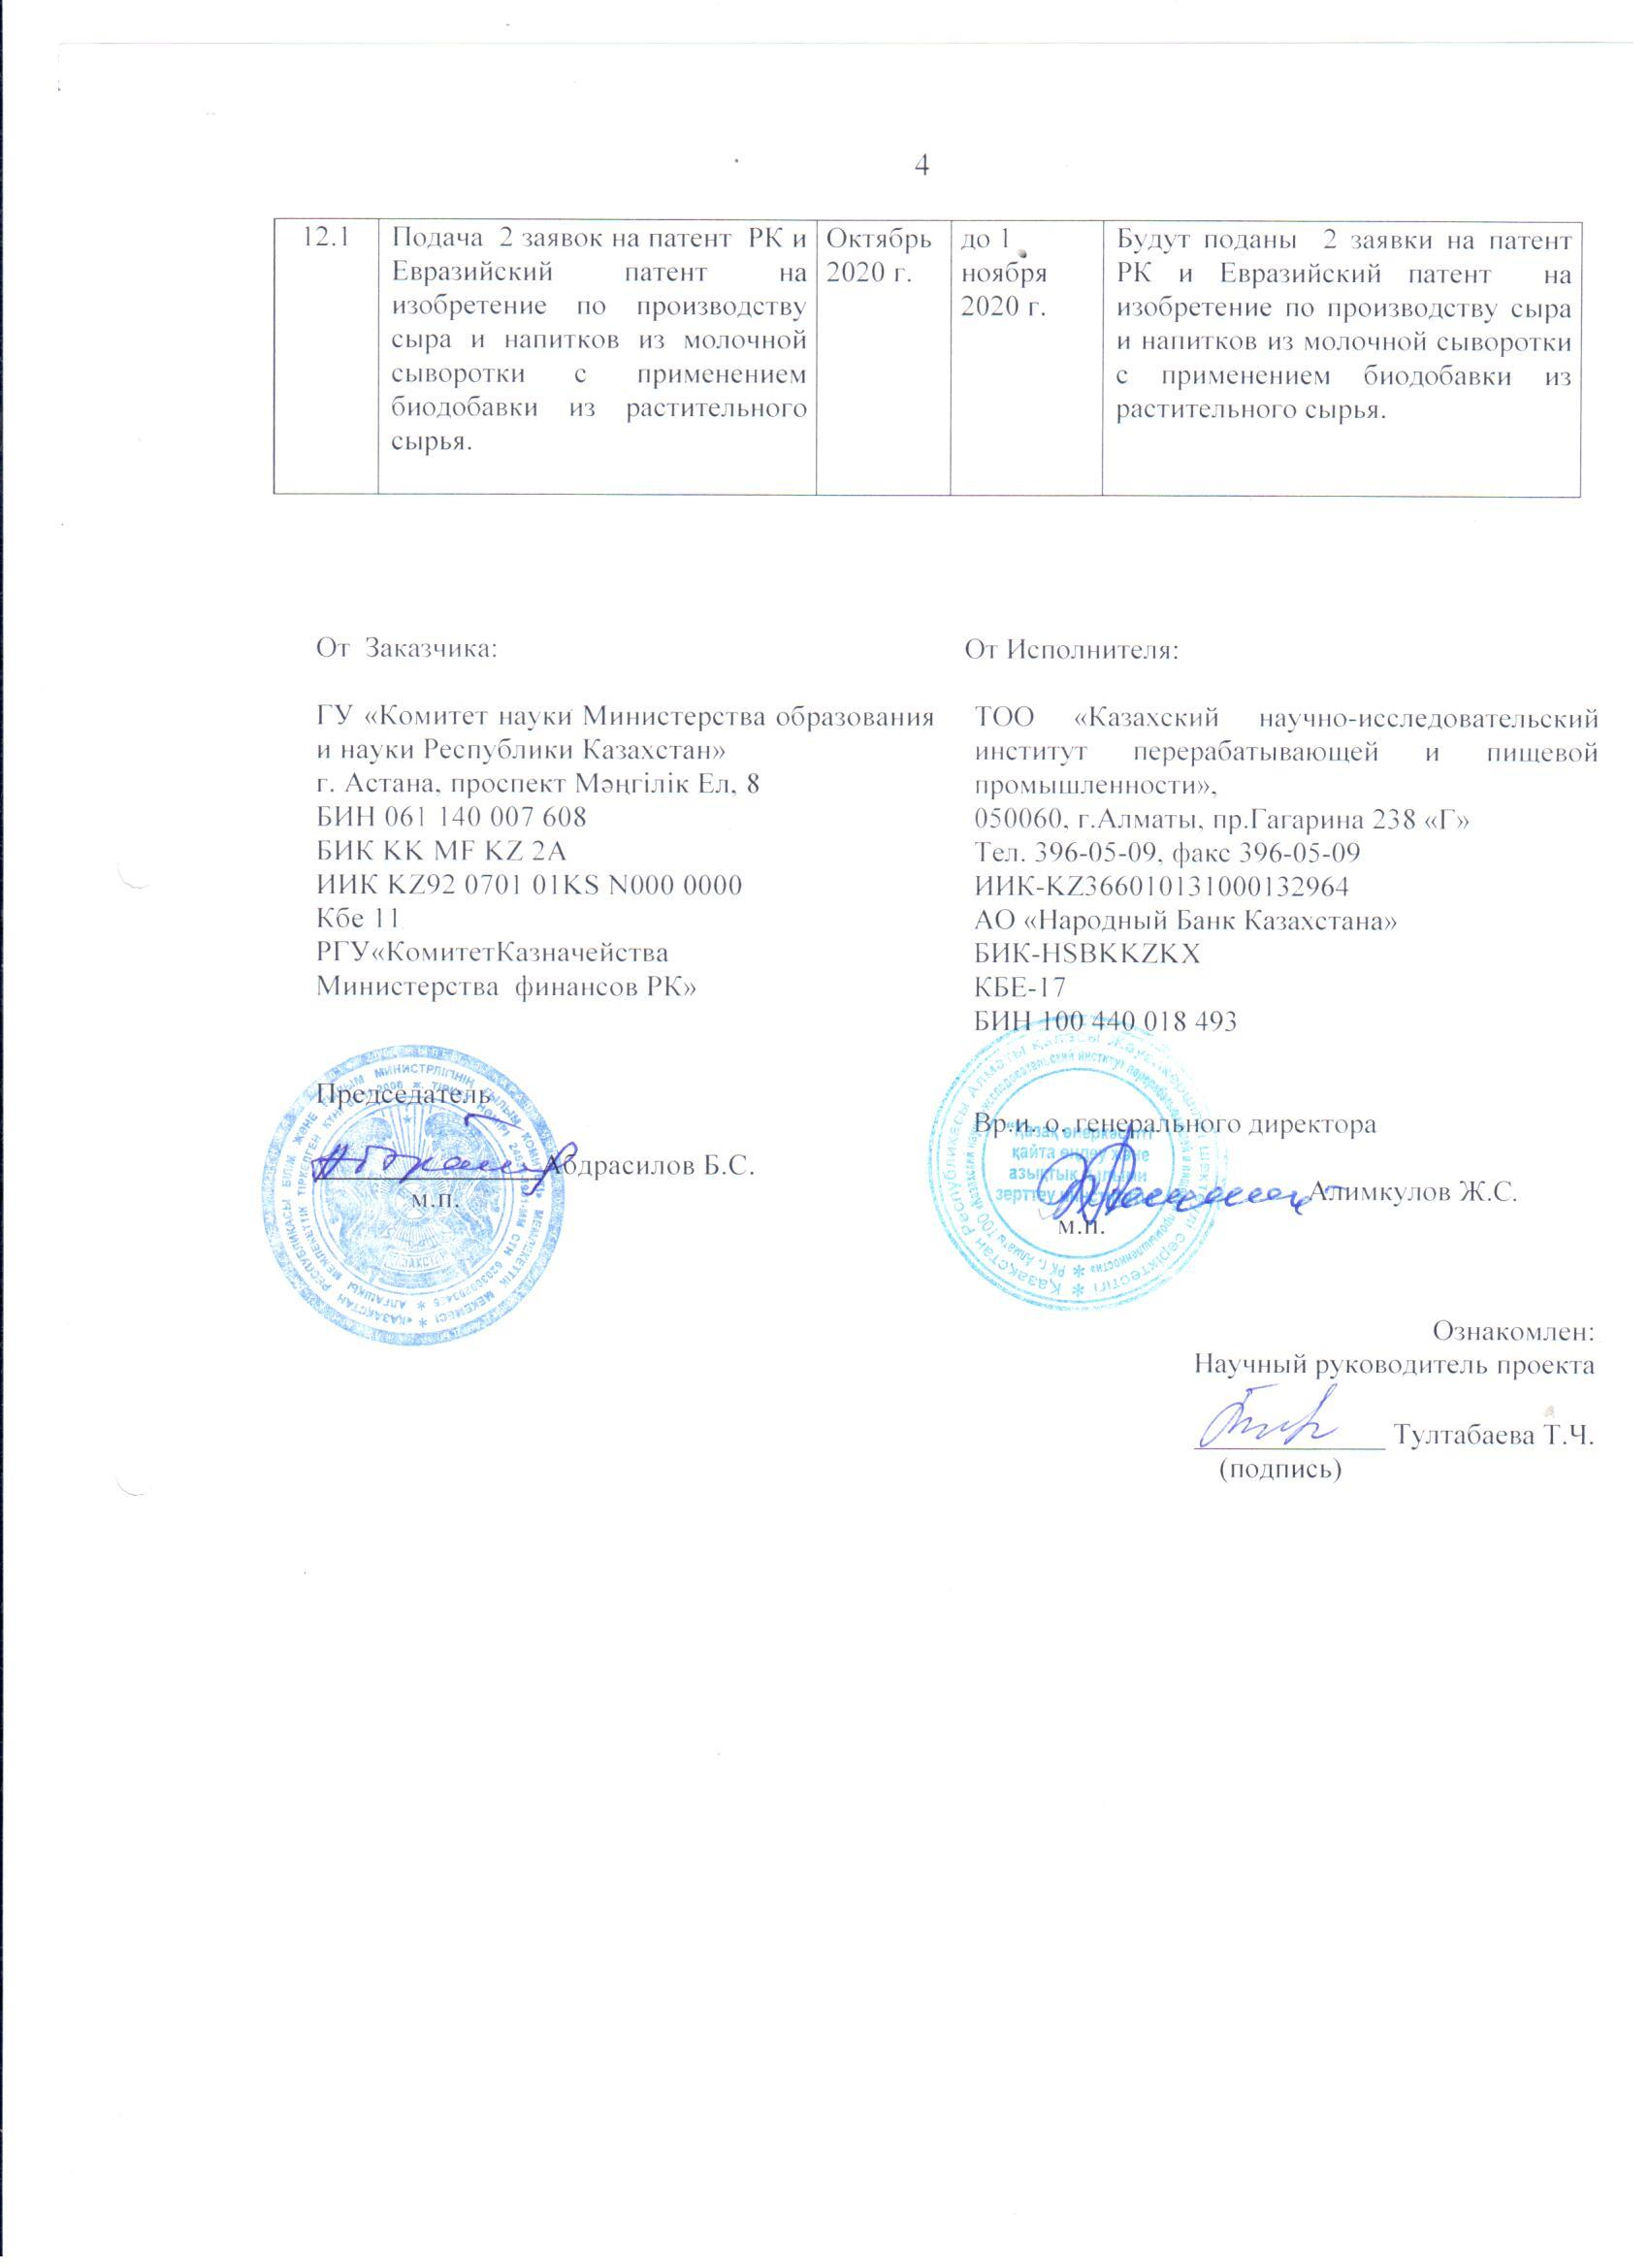 4
12.1
Подача 2 заявок на патент РК и
Евразийский патент на
изобретение по производству
сыра и напитков из молочной
сыворотки с применением
биодобавки из растительного
сырья.
Октябрь
2020 г.
до 1
ноября
2020 г.
Будут поданы 2 заявки на патент
РК и Евразийский патент на
изобретение по производству сыра
и напитков из молочной сыворотки
с применением биодобавки из
растительного сырья.
От Заказчика:
ГУ «Комитет науки Министерства образования
и науки Республики Казахстан»
г. Астана, проспект Мәңгілік Ел, 8
БИН 061 140 007 608
БИК KK MF KZ 2A
ИИК KZ92 0701 01KS N000 0000
Кбе 11
РГУ«КомитетКазначейства
Министерства финансов РК»
Председатель
Абдрасилов Б.С.
м.п.
От Исполнителя:
ТОО «Казахский научно-исследовательский
институт перерабатывающей и пищевой
промышленности»,
050060, г.Алматы, пр.Гагарина 238 «Г»
Тел. 396-05-09, факс 396-05-09
ИИК-KZ366010131000132964
АО «Народный Банк Казахстана»
БИК-HSBKKZKX
КБЕ-17
БИН 100 440 018 493
Вр.и. о. генерального директора
Алимкулов Ж.С.
м.п.
қайта өңдеу және
Ознакомлен:
Научный руководитель проекта
Тултабаева Т.Ч.
(подпись)